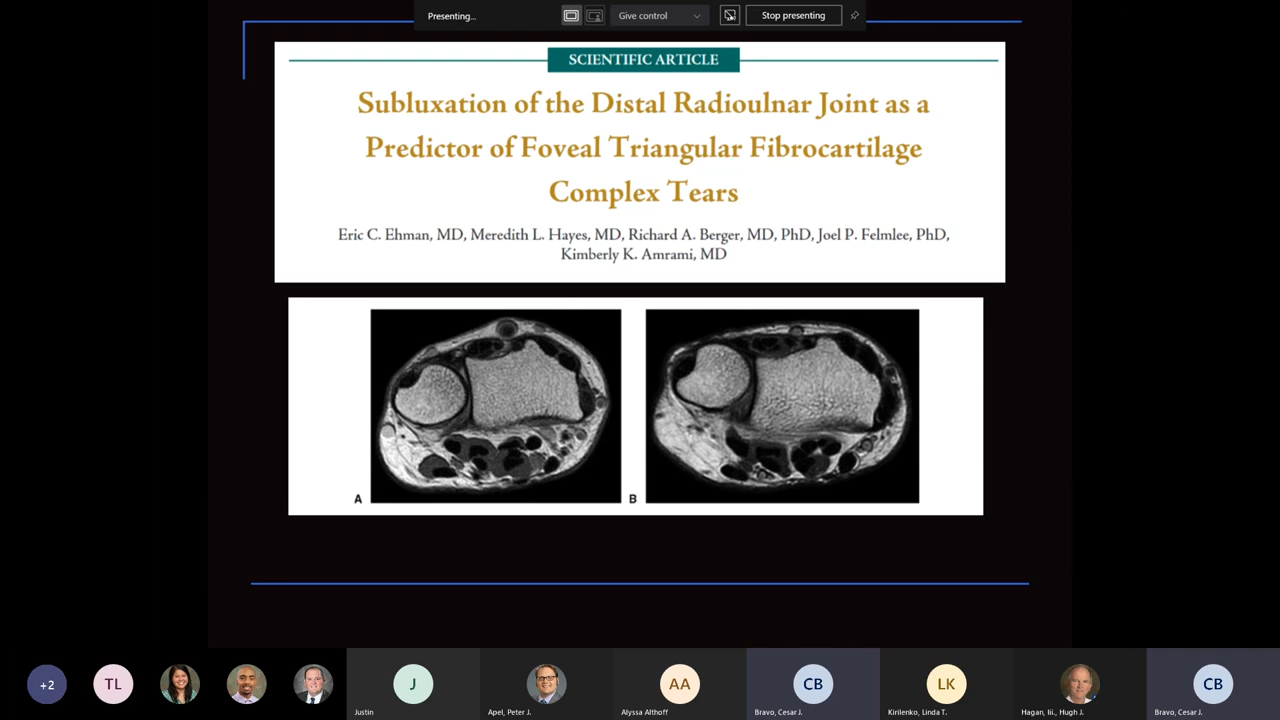 Presenting...
Give control
Stop presenting
SCIENTIFIC ARTICLE
Subluxation of the Distal Radioulnar Joint as a
Predictor of Foveal Triangular Fibrocartilage
Complex Tears
Eric C. Ehman, MD, Meredith L. Hayes, MD, Richard A. Berger, MD, PhD, Joel P. Felmlee, PhD,
Kimberly K. Amrami, MD
A
B
+2
TL
J
AA
CB
LK
CB
Justin
Apel, Peter J.
Alyssa Althoff
Bravo, Cesar J.
Kirilenko, Linda T.
Hagan, Iii., Hugh J.
Bravo, Cesar J.